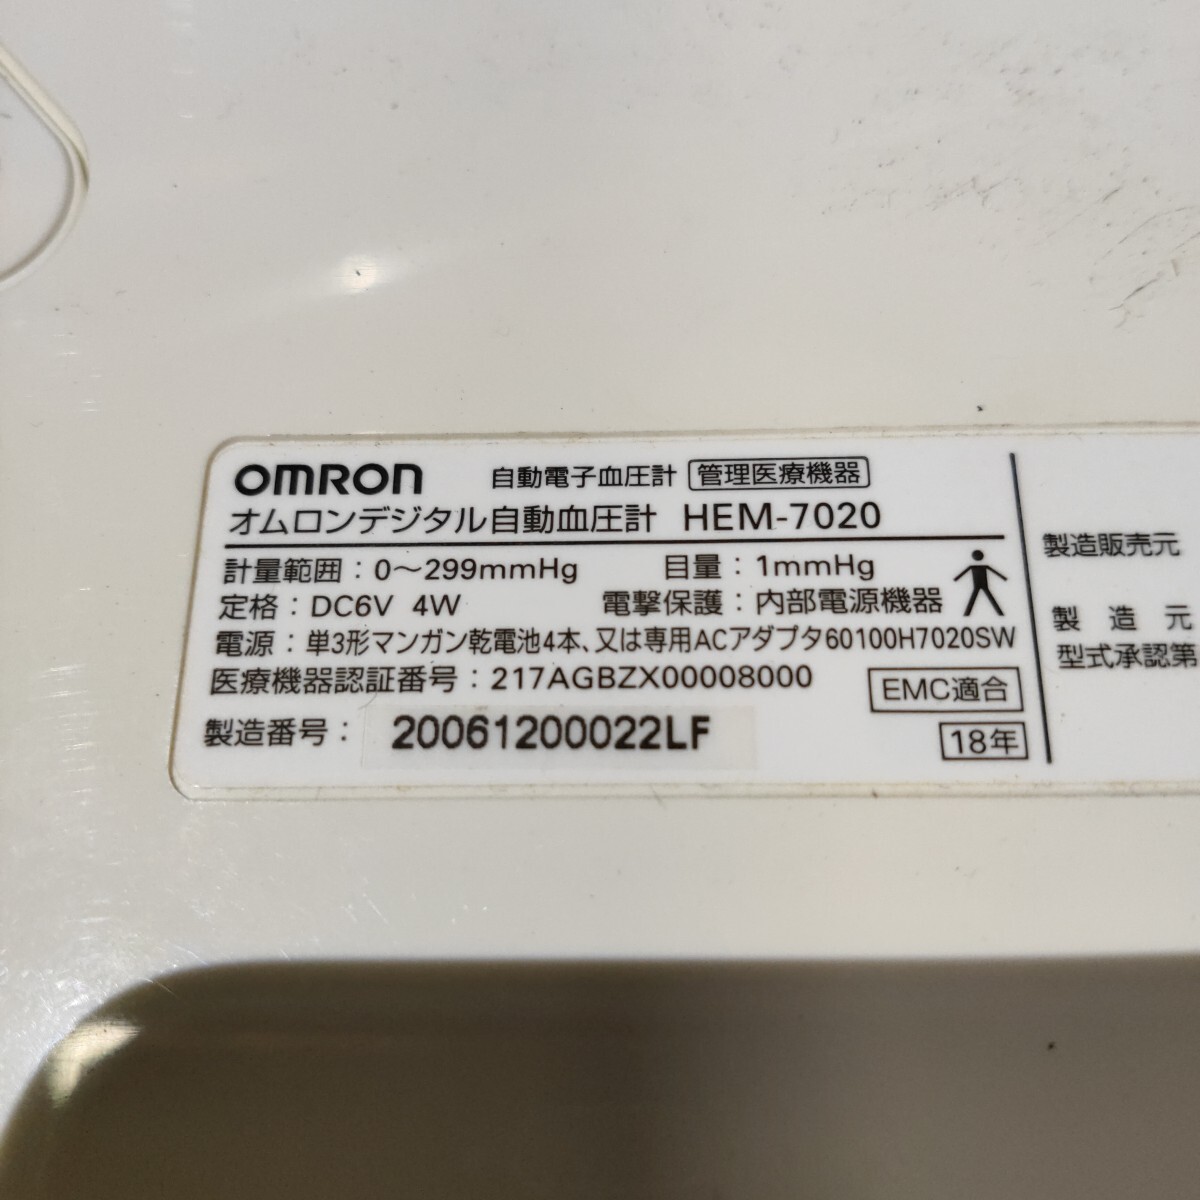 OMRON 自動電子血圧計 管理医療機器
オムロンデジタル自動血圧計 HEM-7020
計量範囲：0～299mmHg 目量：1mmHg
定格：DC6V 4W 電撃保護：内部電源機器
電源：単3形マンガン乾電池4本、又は専用ACアダプタ60100H7020SW
医療機器認証番号：217AGBZX00008000
EMC適合
製造番号： 20061200022LF
18年
製造販売元
製造元
型式承認第